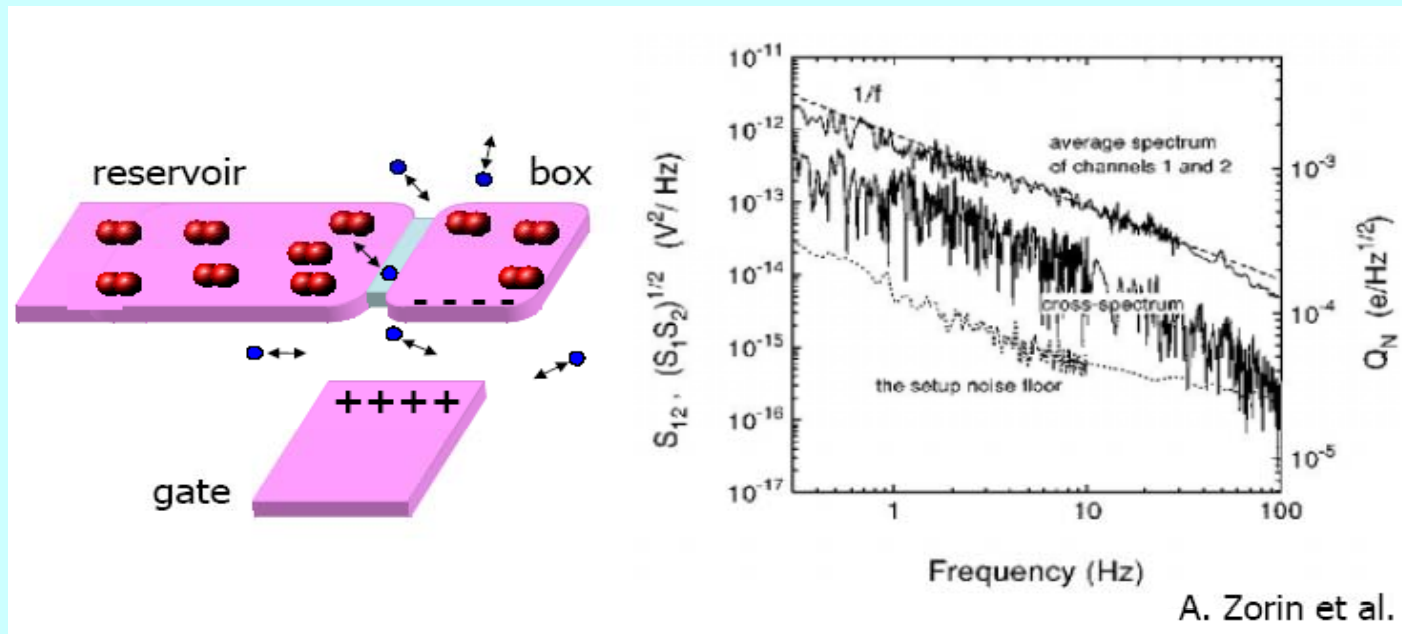 reservoir
box
- - - -
++++
gate
10⁻¹¹
10⁻¹²
10⁻¹³
10⁻¹⁴
10⁻¹⁵
10⁻¹⁶
10⁻¹⁷
S₁₂ , (S₁S₂)^1/2 (V²/ Hz)
1/f
average spectrum
of channels 1 and 2
cross-spectrum
the setup noise floor
10⁻³
10⁻⁴
10⁻⁵
Q_N (e/Hz^1/2)
1
10
100
Frequency (Hz)
A. Zorin et al.